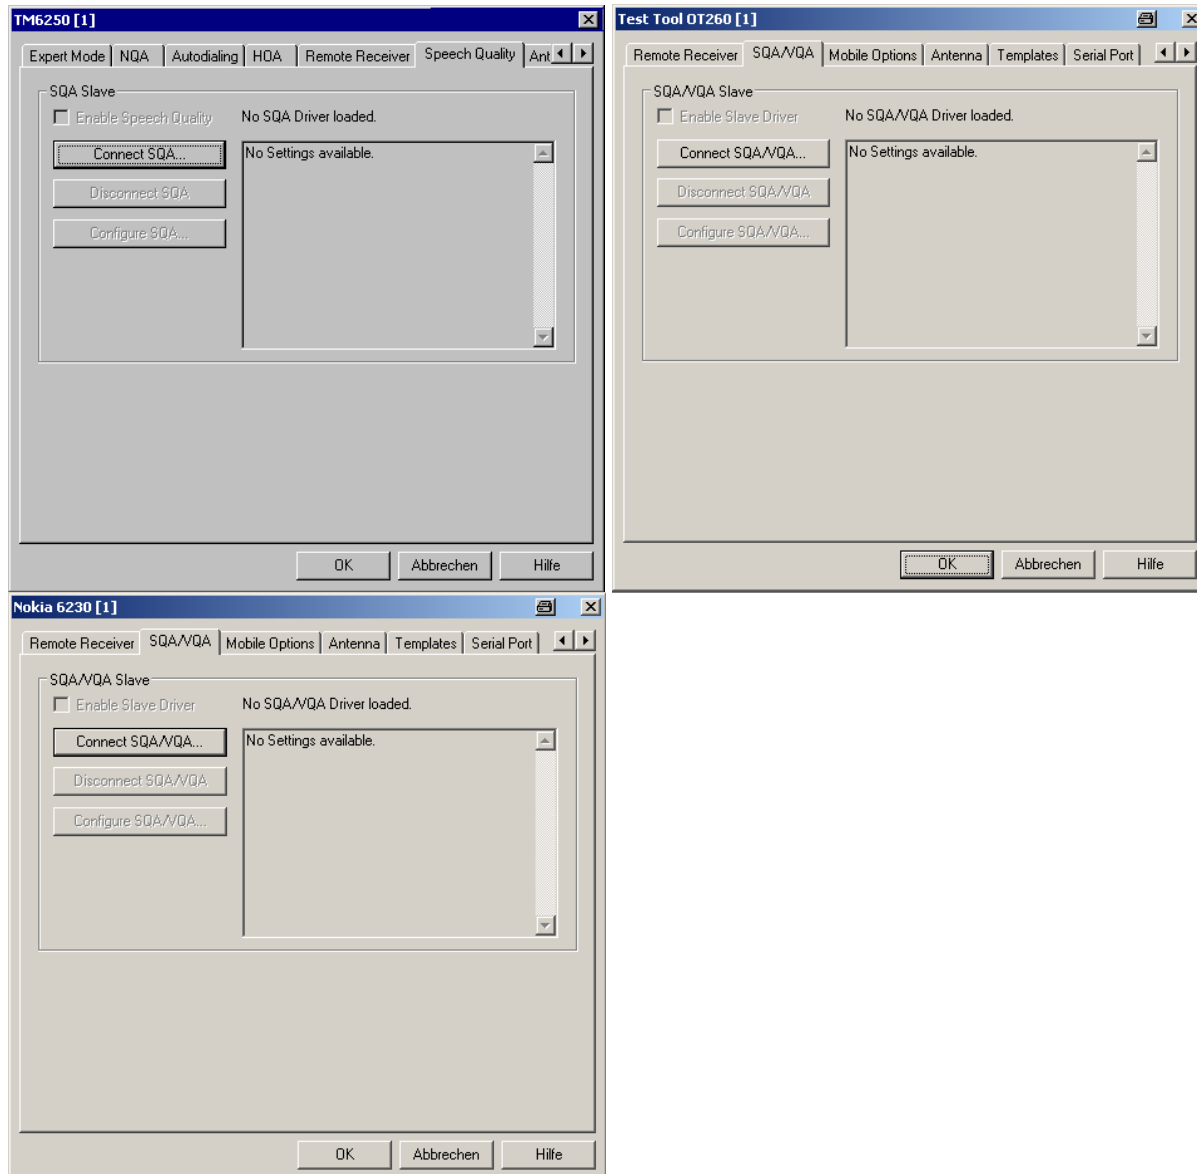 TM6250 [1]
Expert Mode NQA Autodialing HOA Remote Receiver Speech Quality Ant
SQA Slave
Enable Speech Quality No SQA Driver loaded.
Connect SQA... No Settings available.
Disconnect SQA
Configure SQA...
OK Abbrechen Hilfe
Test Tool OT260 [1]
Remote Receiver SQA/VQA Mobile Options Antenna Templates Serial Port
SQA/VQA Slave
Enable Slave Driver No SQA/VQA Driver loaded.
Connect SQA/VQA... No Settings available.
Disconnect SQA/VQA
Configure SQA/VQA...
OK Abbrechen Hilfe
Nokia 6230 [1]
Remote Receiver SQA/VQA Mobile Options Antenna Templates Serial Port
SQA/VQA Slave
Enable Slave Driver No SQA/VQA Driver loaded.
Connect SQA/VQA... No Settings available.
Disconnect SQA/VQA
Configure SQA/VQA...
OK Abbrechen Hilfe